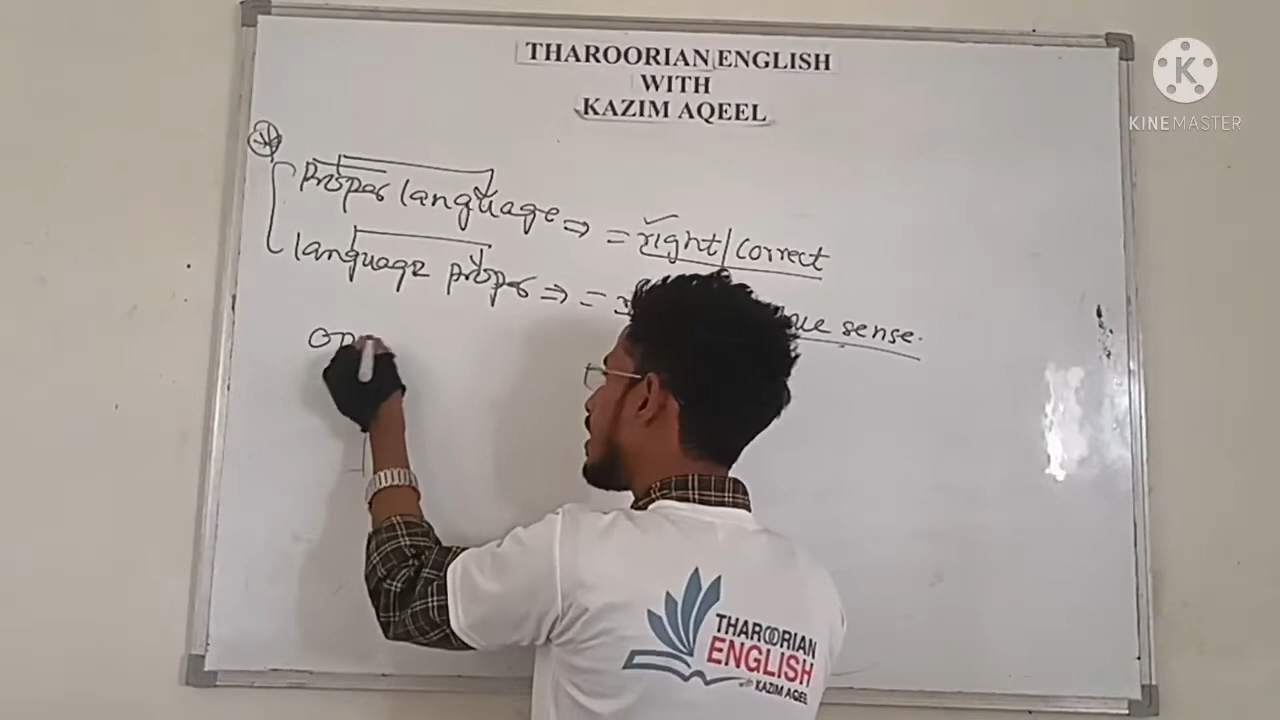 THAROORIAN ENGLISH
WITH
KAZIM AQEEL
KINEMASTER
Proper language ⇒ = right/correct
language proper ⇒ = sense.
THAROORIAN
ENGLISH
KAZIM AQEEL